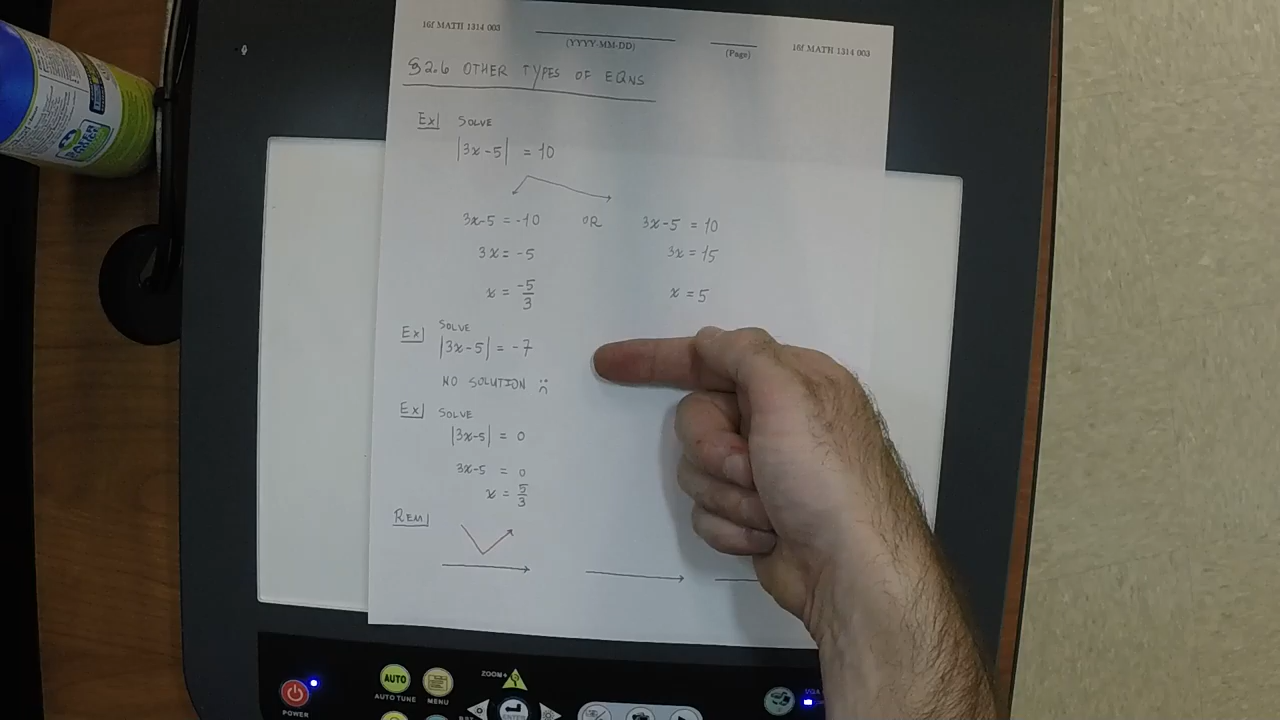 16f MATH 1314 003
(YYYY-MM-DD)
(Page)
16f MATH 1314 003
§2.6 OTHER TYPES OF EQNS
Ex| SOLVE
|3x-5| = 10
3x-5 = -10 OR 3x-5 = 10
3x = -5 3x = 15
x = -5/3 x = 5
Ex| SOLVE
|3x-5| = -7
NO SOLUTION
Ex| SOLVE
|3x-5| = 0
3x-5 = 0
x = 5/3
REM|
POWER
AUTO
AUTO TUNE
MENU
ZOOM+
ENTER
VGA